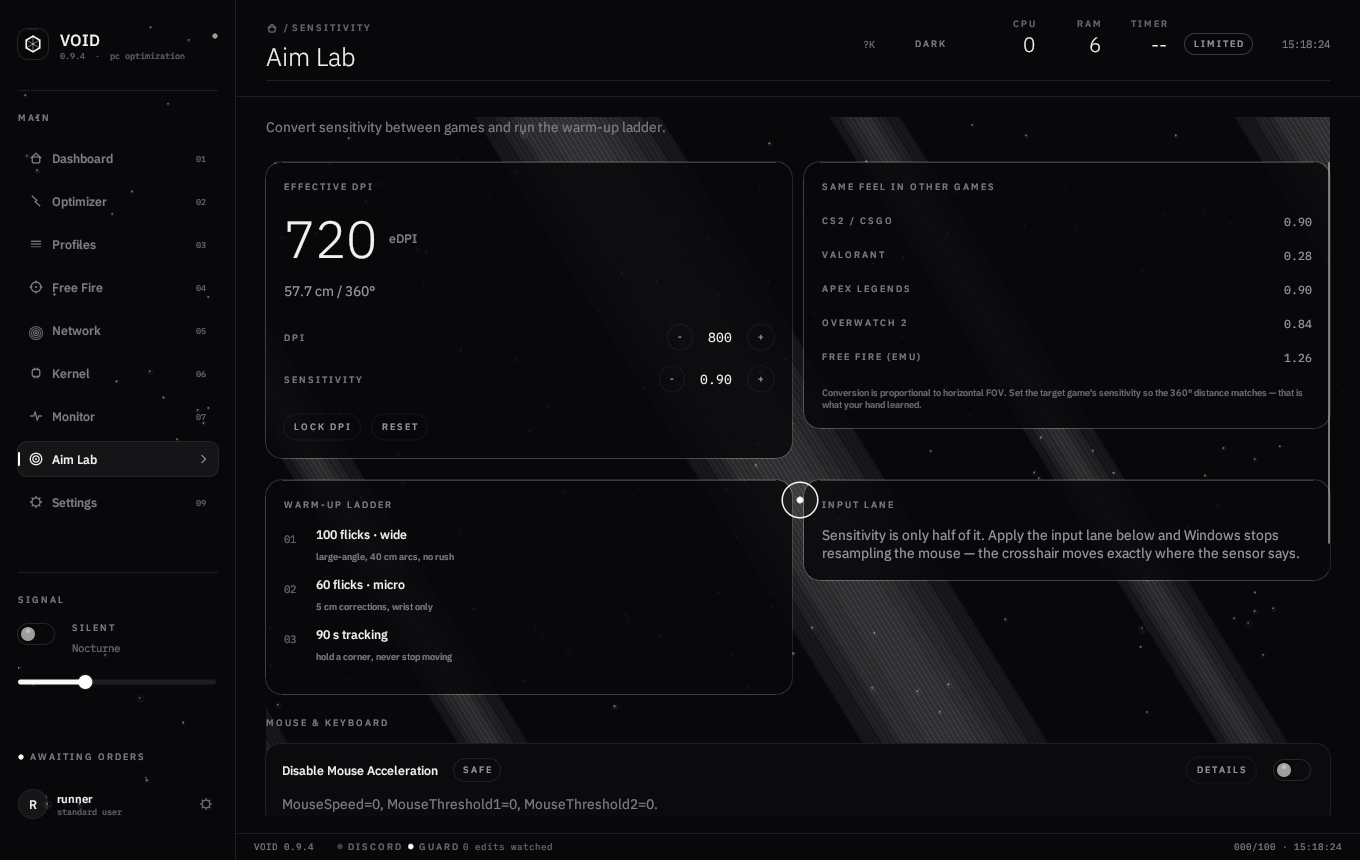 VOID
0.9.4 · pc optimization
MAIN
Dashboard 01
Optimizer 02
Profiles 03
Free Fire 04
Network 05
Kernel 06
Monitor 07
Aim Lab
Settings 09
SIGNAL
SILENT
Nocturne
AWAITING ORDERS
R runner
standard user
/ SENSITIVITY
Aim Lab
?K DARK
CPU 0
RAM 6
TIMER --
LIMITED
15:18:24
Convert sensitivity between games and run the warm-up ladder.
EFFECTIVE DPI
720 eDPI
57.7 cm / 360°
DPI - 800 +
SENSITIVITY - 0.90 +
LOCK DPI RESET
SAME FEEL IN OTHER GAMES
CS2 / CSGO 0.90
VALORANT 0.28
APEX LEGENDS 0.90
OVERWATCH 2 0.84
FREE FIRE (EMU) 1.26
Conversion is proportional to horizontal FOV. Set the target game's sensitivity so the 360° distance matches — that is
what your hand learned.
WARM-UP LADDER
01 100 flicks · wide
large-angle, 40 cm arcs, no rush
02 60 flicks · micro
5 cm corrections, wrist only
03 90 s tracking
hold a corner, never stop moving
INPUT LANE
Sensitivity is only half of it. Apply the input lane below and Windows stops
resampling the mouse — the crosshair moves exactly where the sensor says.
MOUSE & KEYBOARD
Disable Mouse Acceleration SAFE DETAILS
MouseSpeed=0, MouseThreshold1=0, MouseThreshold2=0.
VOID 0.9.4 DISCORD GUARD 0 edits watched 000/100 · 15:18:24